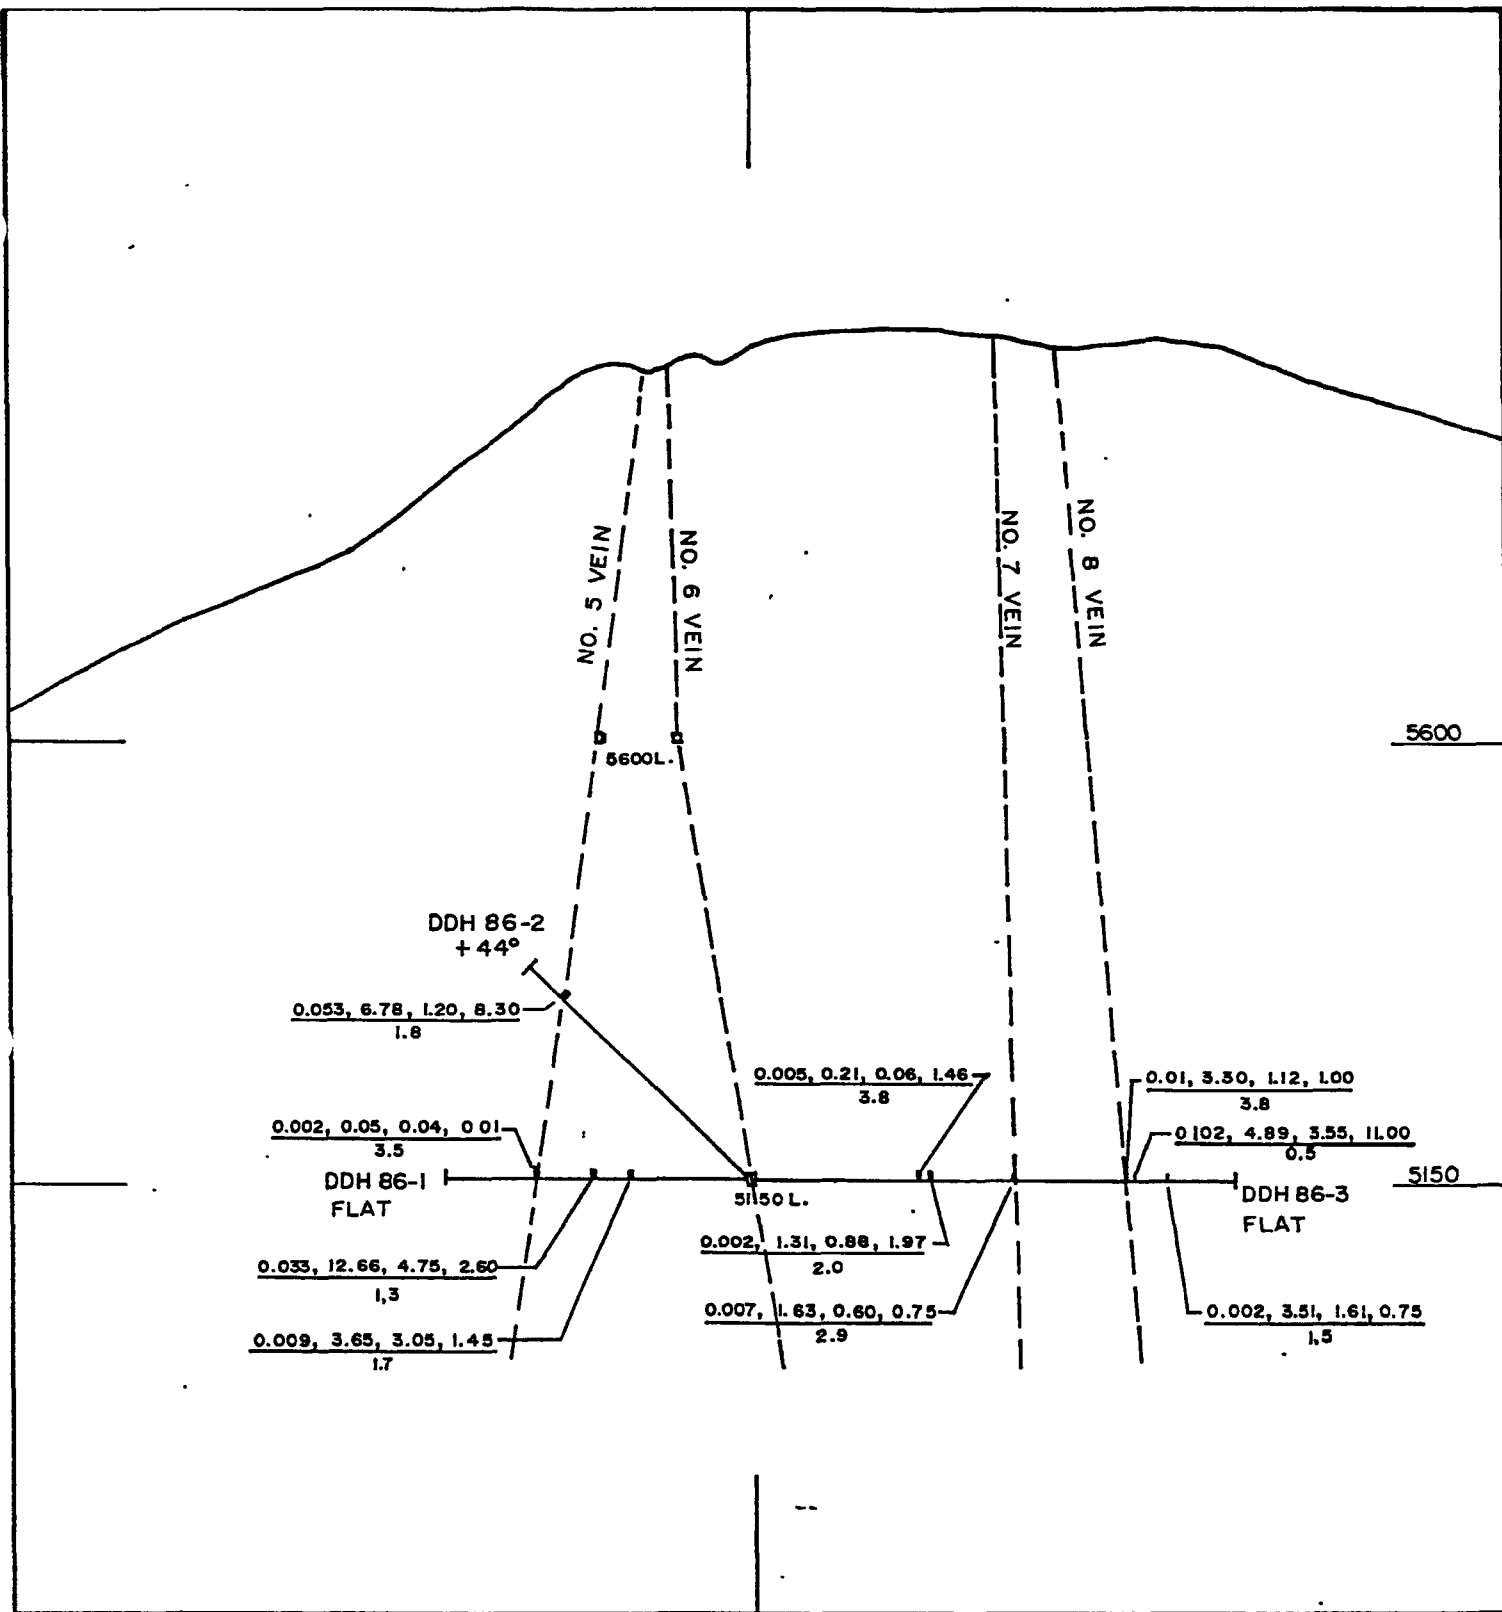 NO. 5 VEIN
NO. 6 VEIN
NO. 7 VEIN
NO. 8 VEIN
5600
5600L.
DDH 86-2
+44°
0.053, 6.78, 1.20, 8.30
1.8
0.005, 0.21, 0.06, 1.46
3.8
0.01, 3.30, 1.12, 1.00
3.8
0.002, 0.05, 0.04, 0 01
3.5
0.102, 4.89, 3.55, 11.00
0.5
DDH 86-1
FLAT
5150 L.
DDH 86-3
FLAT
5150
0.033, 12.66, 4.75, 2.60
1,3
0.002, 1.31, 0.88, 1.97
2.0
0.009, 3.65, 3.05, 1.45
1.7
0.007, 1.63, 0.60, 0.75
2.9
0.002, 3.51, 1.61, 0.75
1,5